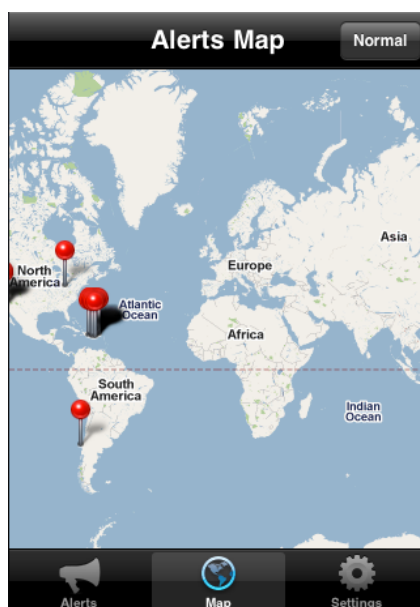 Alerts Map
Normal
Asia
North
America
Europe
Atlantic
Ocean
Africa
South
America
Indian
Ocean
Alerts
Map
Settings